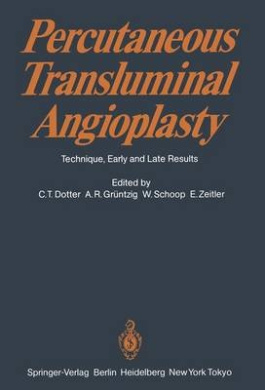 Percutaneous
Transluminal
Angioplasty
Technique, Early and Late Results
Edited by
C.T. Dotter A.R. Grüntzig W. Schoop E. Zeitler
Springer-Verlag Berlin Heidelberg New York Tokyo